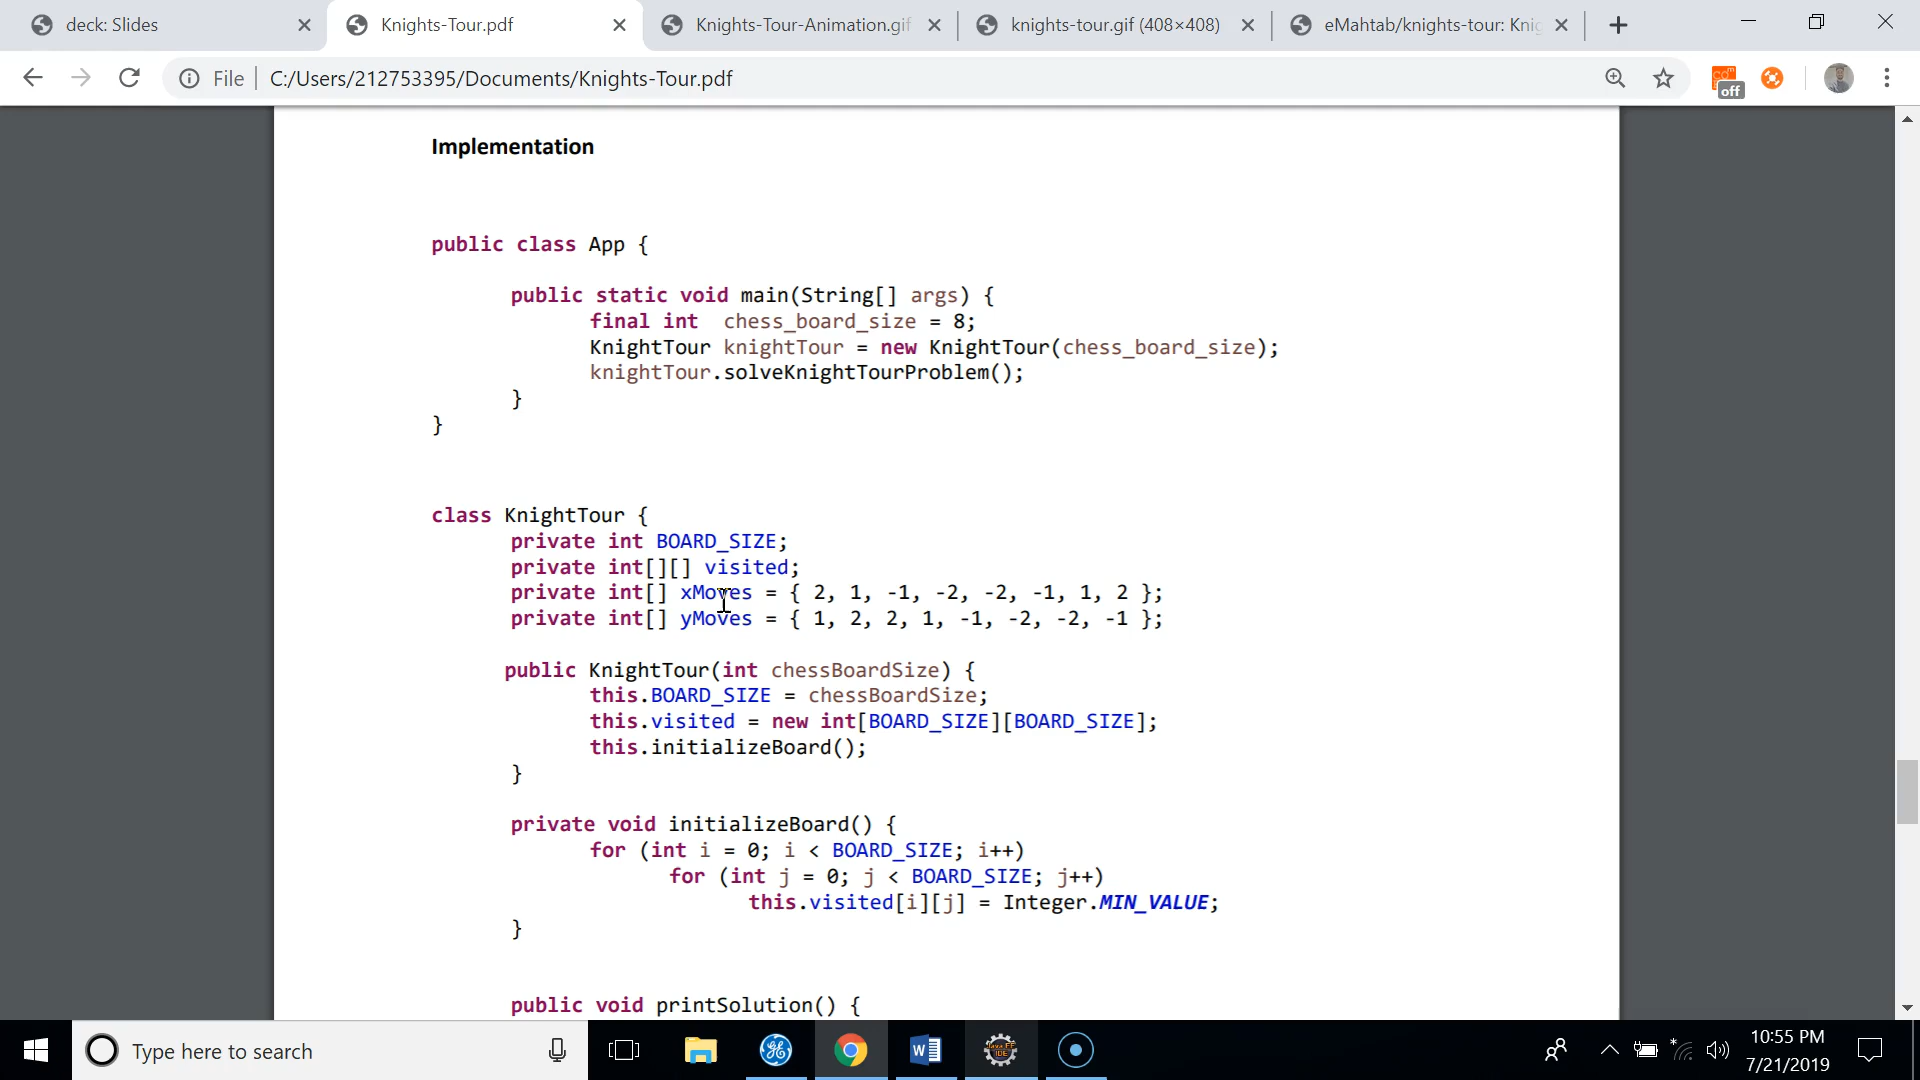 deck: Slides
Knights-Tour.pdf
Knights-Tour-Animation.gif
knights-tour.gif (408×408)
eMahtab/knights-tour: Knig
File
C:/Users/212753395/Documents/Knights-Tour.pdf
off
Implementation
public class App {
public static void main(String[] args) {
final int chess_board_size = 8;
KnightTour knightTour = new KnightTour(chess_board_size);
knightTour.solveKnightTourProblem();
}
}
class KnightTour {
private int BOARD_SIZE;
private int[][] visited;
private int[] xMoves = { 2, 1, -1, -2, -2, -1, 1, 2 };
private int[] yMoves = { 1, 2, 2, 1, -1, -2, -2, -1 };
public KnightTour(int chessBoardSize) {
this.BOARD_SIZE = chessBoardSize;
this.visited = new int[BOARD_SIZE][BOARD_SIZE];
this.initializeBoard();
}
private void initializeBoard() {
for (int i = 0; i < BOARD_SIZE; i++)
for (int j = 0; j < BOARD_SIZE; j++)
this.visited[i][j] = Integer.MIN_VALUE;
}
public void printSolution() {
Type here to search
10:55 PM
7/21/2019